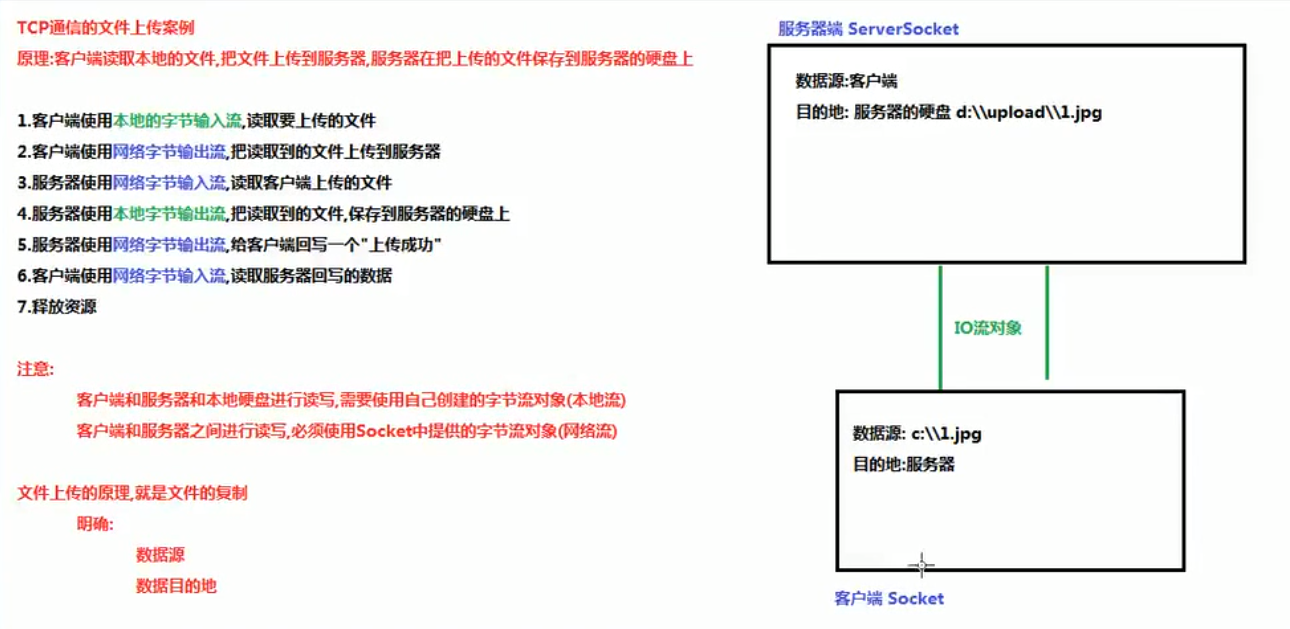 TCP通信的文件上传案例
原理:客户端读取本地的文件,把文件上传到服务器,服务器在把上传的文件保存到服务器的硬盘上
1.客户端使用本地的字节输入流,读取要上传的文件
2.客户端使用网络字节输出流,把读取到的文件上传到服务器
3.服务器使用网络字节输入流,读取客户端上传的文件
4.服务器使用本地字节输出流,把读取到的文件,保存到服务器的硬盘上
5.服务器使用网络字节输出流,给客户端回写一个"上传成功"
6.客户端使用网络字节输入流,读取服务器回写的数据
7.释放资源
注意:
客户端和服务器和本地硬盘进行读写,需要使用自己创建的字节流对象(本地流)
客户端和服务器之间进行读写,必须使用Socket中提供的字节流对象(网络流)
文件上传的原理,就是文件的复制
明确:
数据源
数据目的地
服务器端 ServerSocket
数据源:客户端
目的地: 服务器的硬盘 d:\\upload\\1.jpg
IO流对象
数据源: c:\\1.jpg
目的地:服务器
客户端 Socket